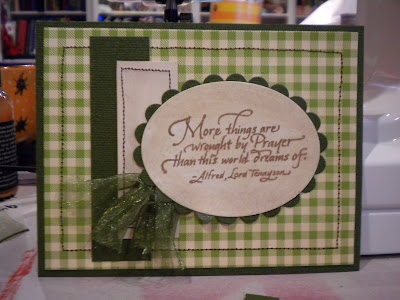 More things are
wrought by Prayer
than this world dreams of.
-Alfred, Lord Tennyson